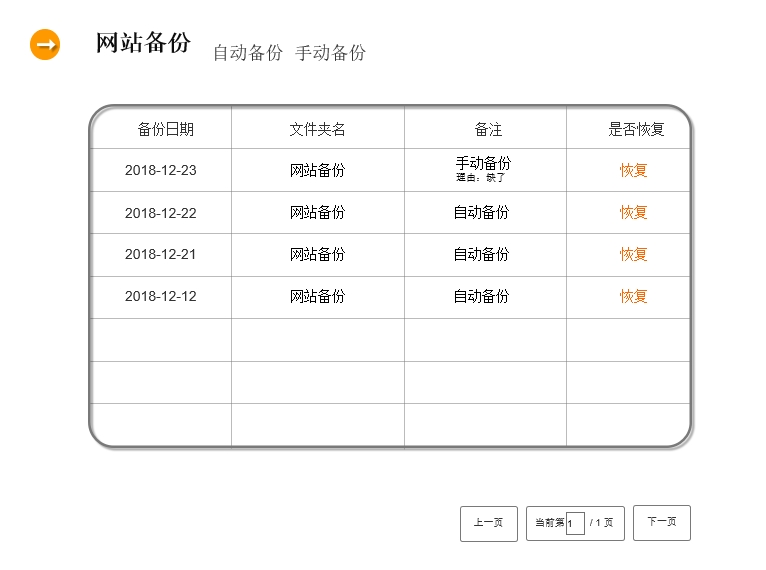 网站备份 自动备份 手动备份
备份日期 文件夹名 备注 是否恢复
2018-12-23 网站备份 手动备份 恢复
理由：缺了
2018-12-22 网站备份 自动备份 恢复
2018-12-21 网站备份 自动备份 恢复
2018-12-12 网站备份 自动备份 恢复
上一页 当前第1 / 1 页 下一页